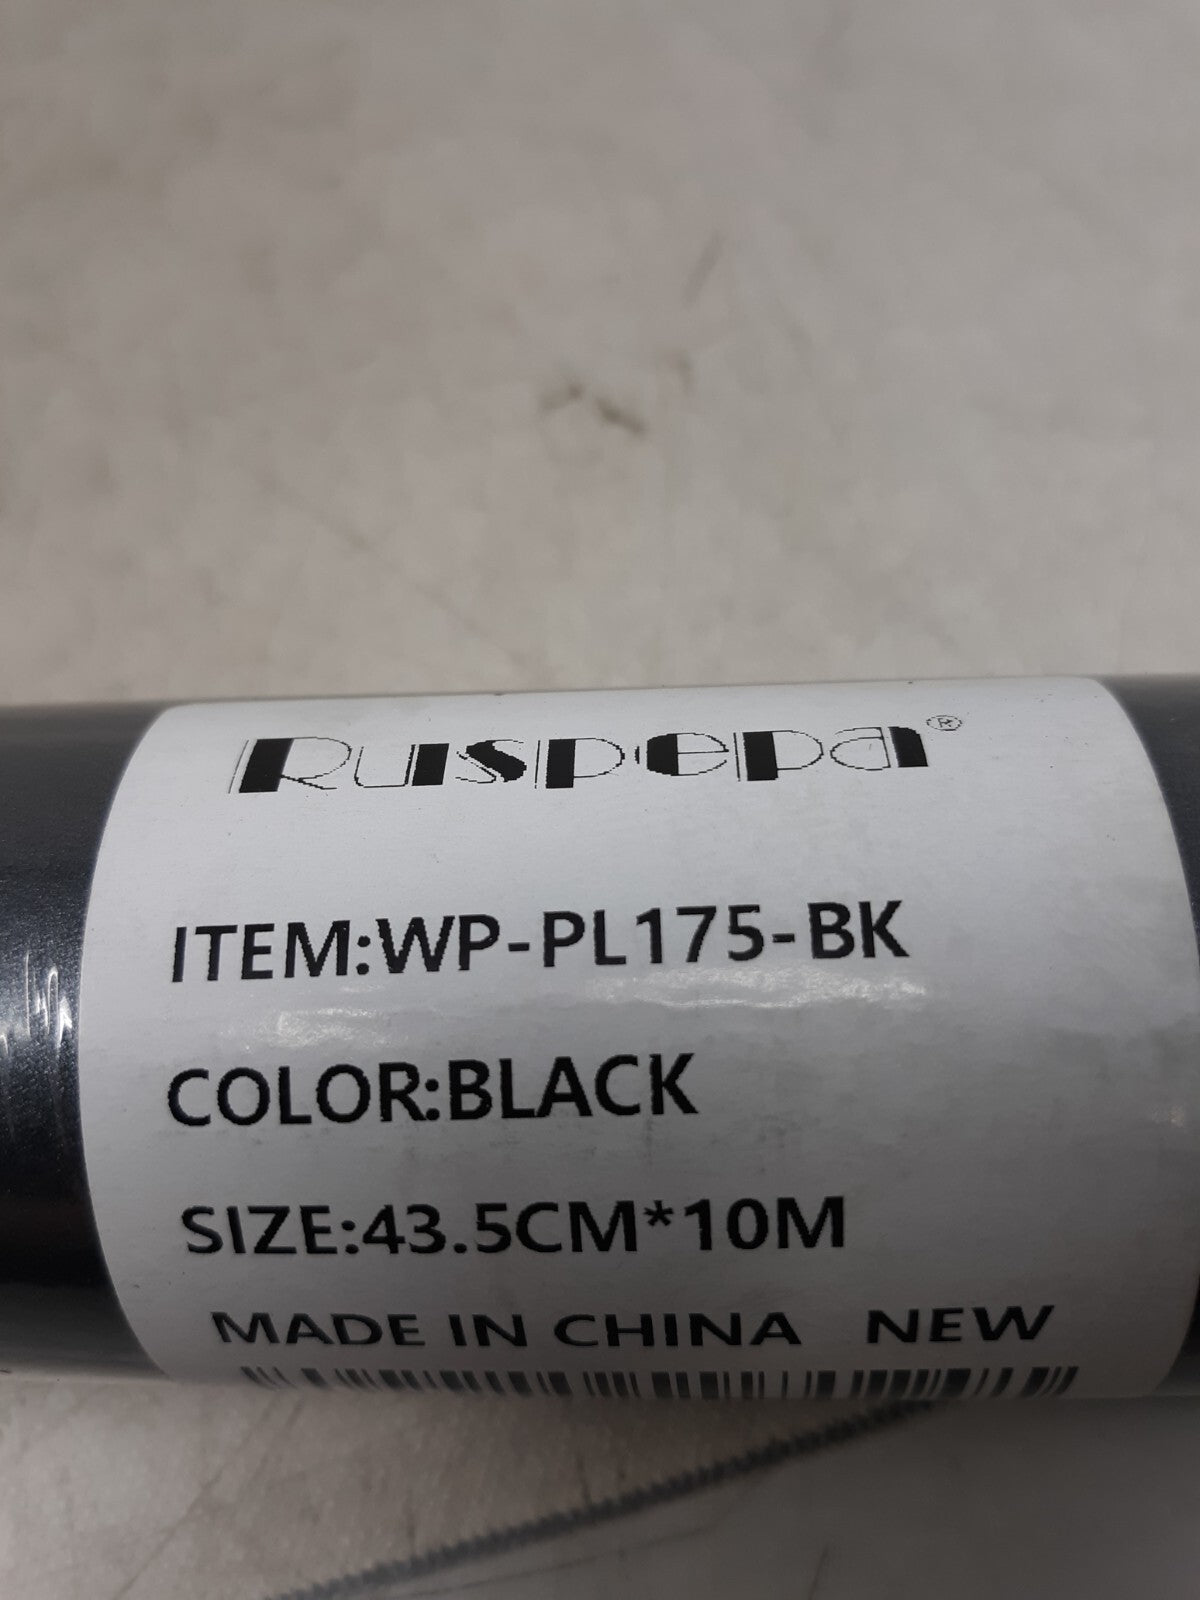 Ruspepa®
ITEM:WP-PL175-BK
COLOR:BLACK
SIZE:43.5CM*10M
MADE IN CHINA NEW